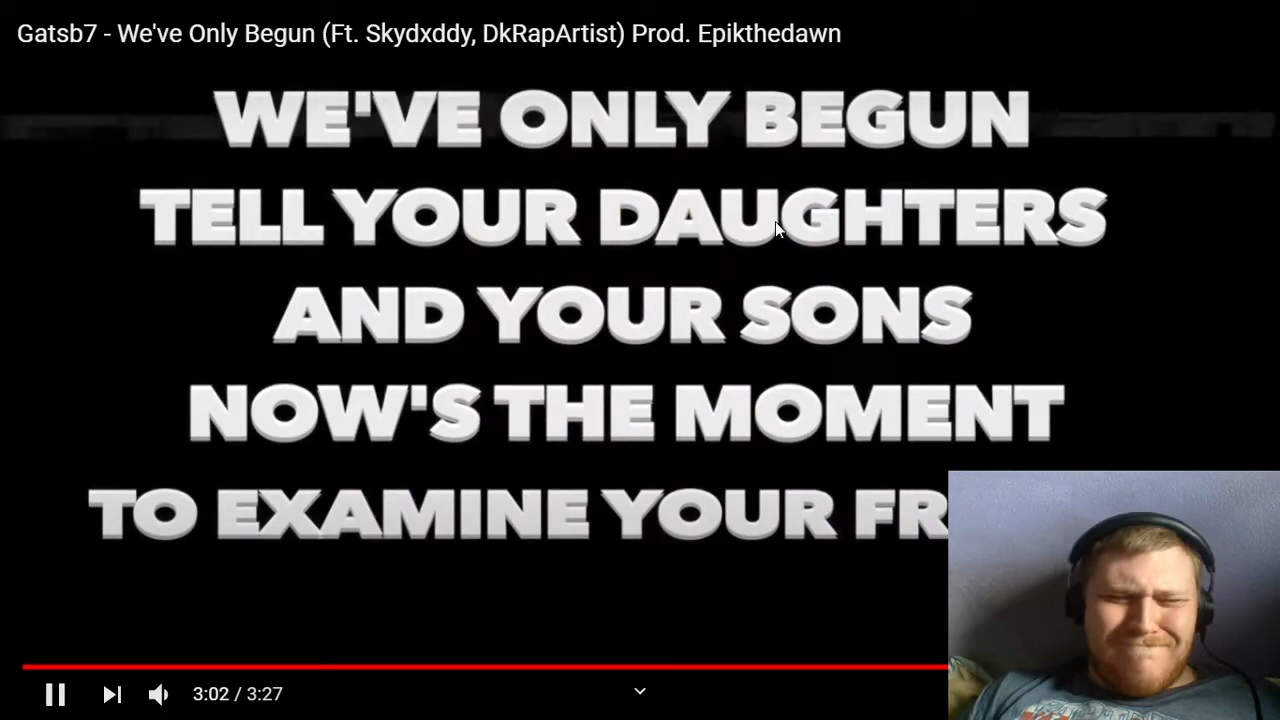 Gatsb7 - We've Only Begun (Ft. Skydxddy, DkRapArtist) Prod. Epikthedawn
WE'VE ONLY BEGUN
TELL YOUR DAUGHTERS
AND YOUR SONS
NOW'S THE MOMENT
TO EXAMINE YOUR FR
3:02 / 3:27